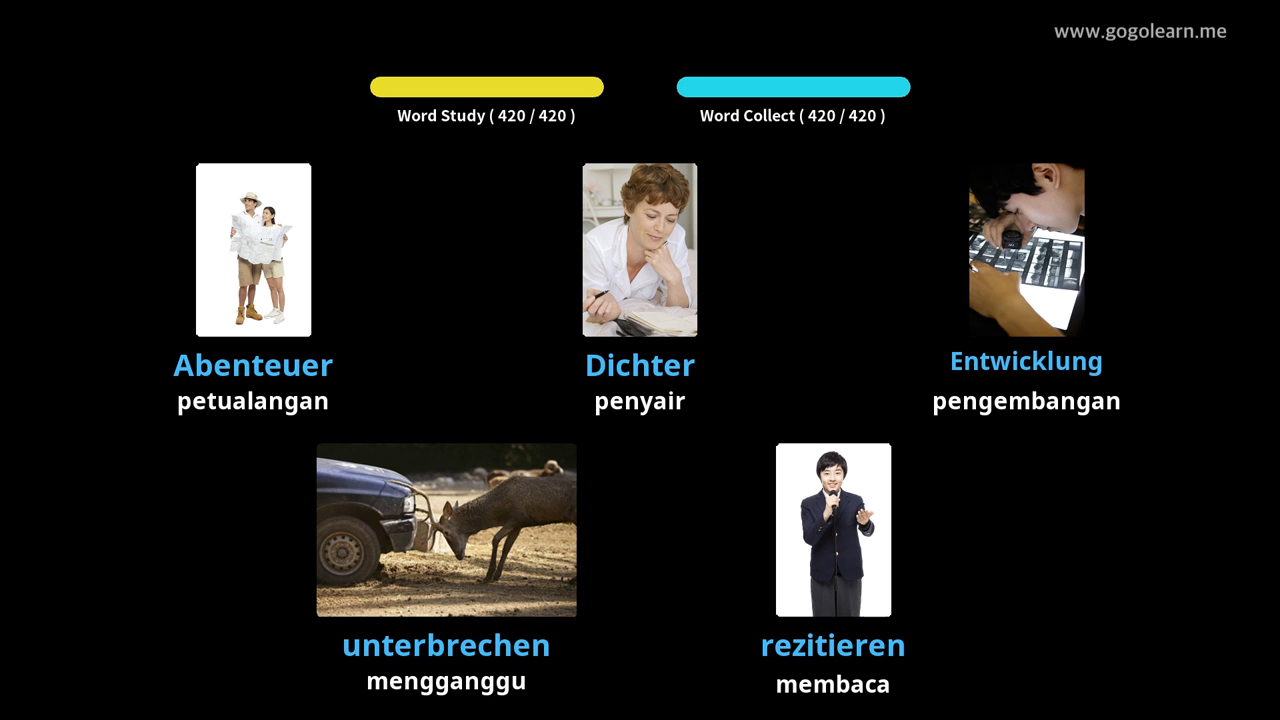 www.gogolearn.me
Word Study ( 420 / 420 )
Word Collect ( 420 / 420 )
Abenteuer
petualangan
Dichter
penyair
Entwicklung
pengembangan
unterbrechen
mengganggu
rezitieren
membaca